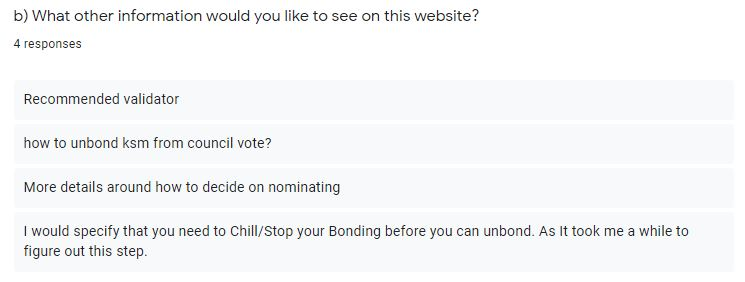 b) What other information would you like to see on this website?
4 responses
Recommended validator
how to unbond ksm from council vote?
More details around how to decide on nominating
I would specify that you need to Chill/Stop your Bonding before you can unbond. As It took me a while to
figure out this step.